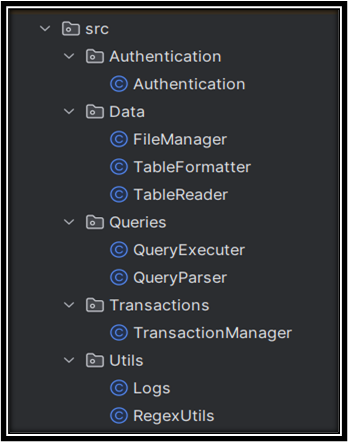 src
Authentication
Authentication
Data
FileManager
TableFormatter
TableReader
Queries
QueryExecuter
QueryParser
Transactions
TransactionManager
Utils
Logs
RegexUtils